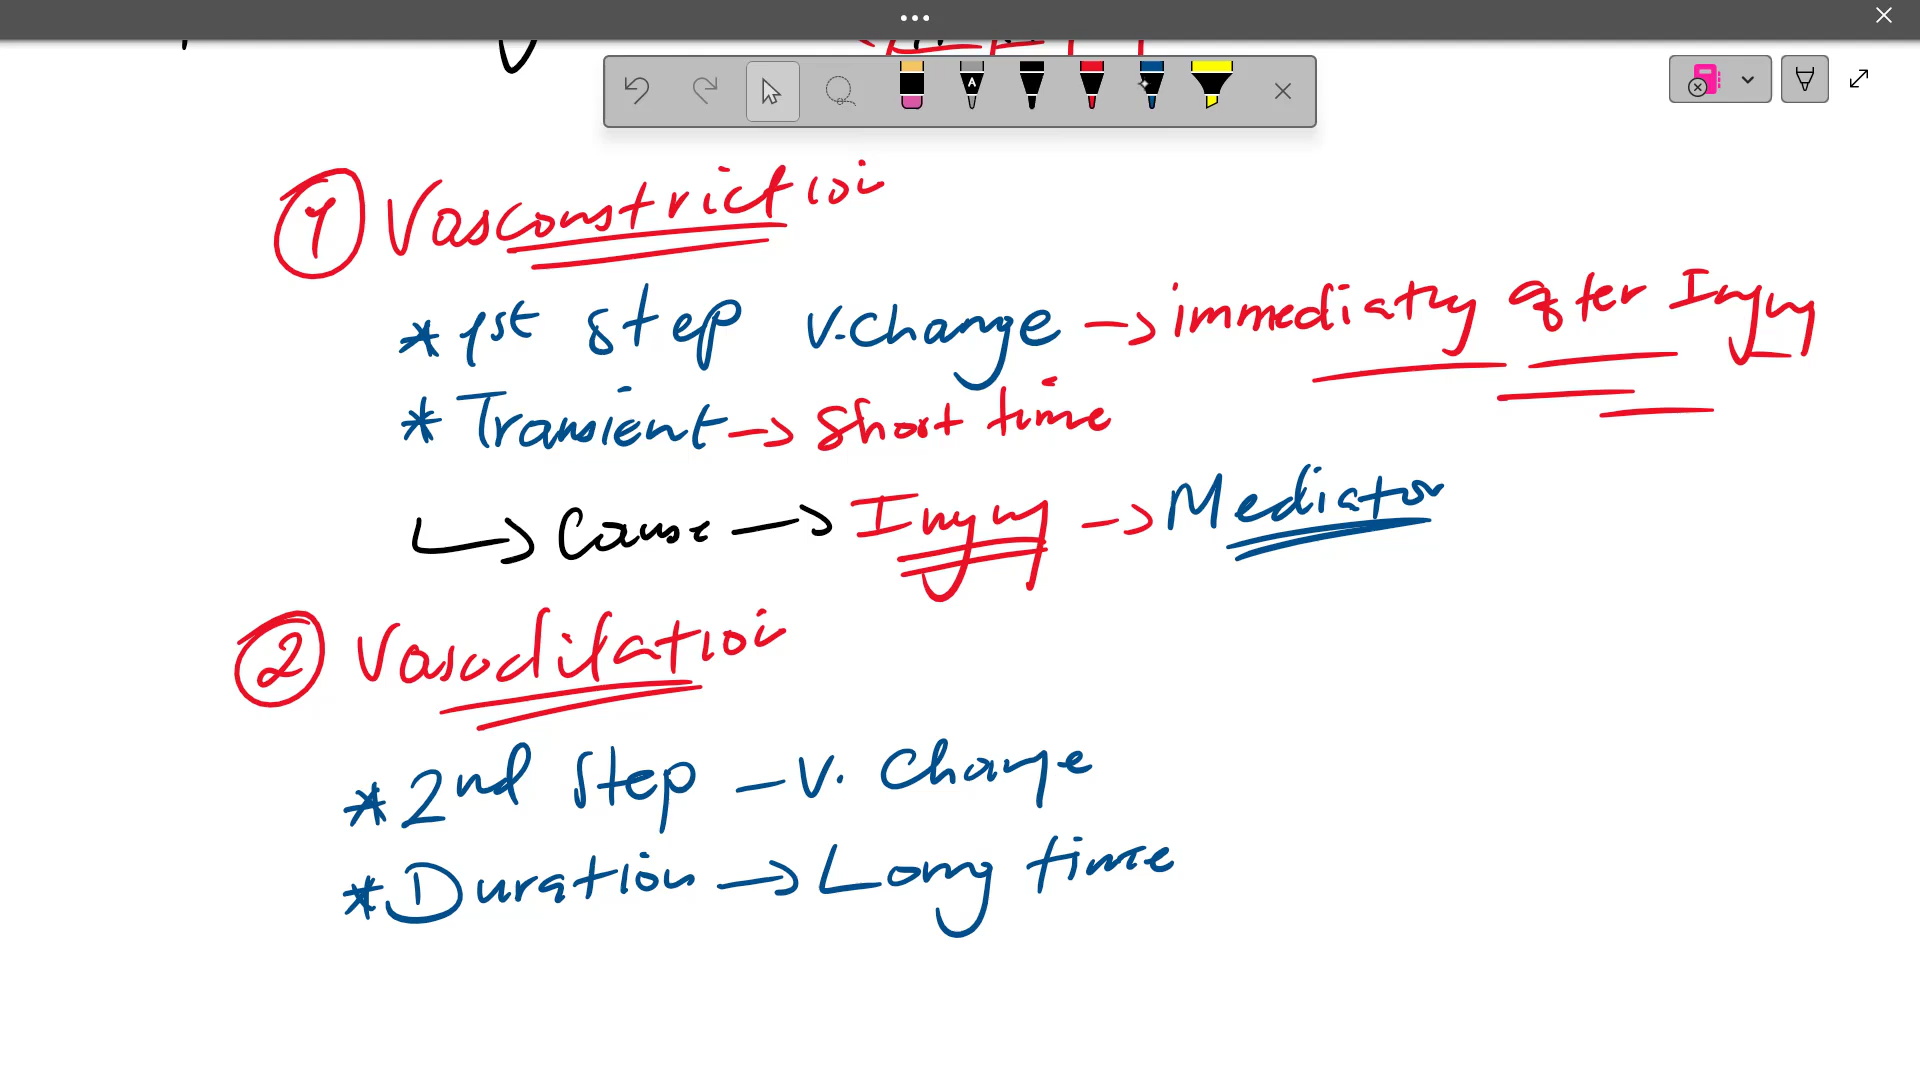 1 Vasconstriction
* 1st step v.change → immediatly after Injury
* Transient → Short time
↳ Cause → Injury → Mediator
2 Vasodilation
* 2nd step - v. change
* Duration → Long time